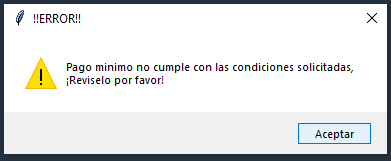 !!ERROR!!
Pago minimo no cumple con las condiciones solicitadas,
¡Reviselo por favor!
Aceptar